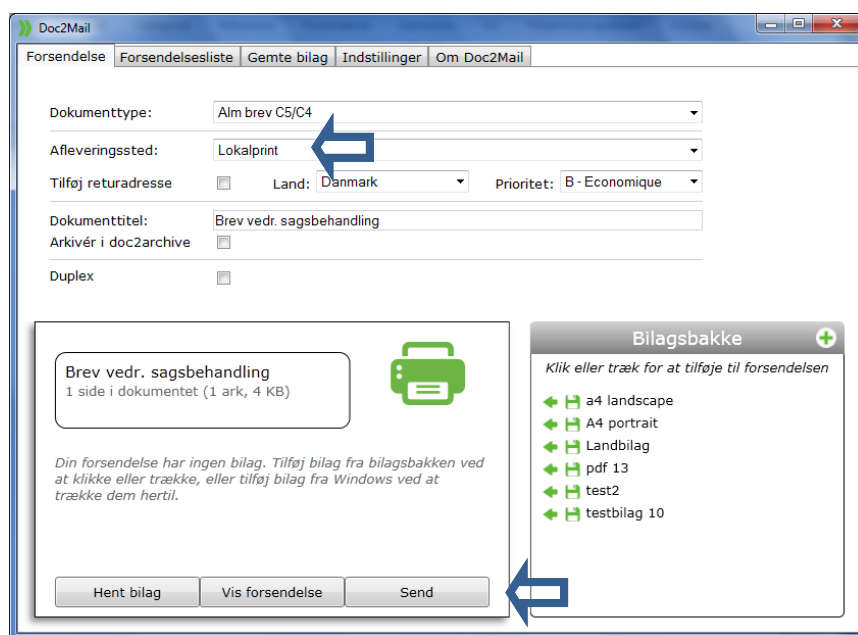 Doc2Mail
Forsendelse Forsendelsesliste Gemte bilag Indstillinger Om Doc2Mail
Dokumenttype: Alm brev C5/C4
Afleveringssted: Lokalprint
Tilføj returadresse Land: Danmark Prioritet: B - Economique
Dokumenttitel: Brev vedr. sagsbehandling
Arkivér i doc2archive
Duplex
Brev vedr. sagsbehandling
1 side i dokumentet (1 ark, 4 KB)
Din forsendelse har ingen bilag. Tilføj bilag fra bilagsbakken ved
at klikke eller trække, eller tilføj bilag fra Windows ved at
trække dem hertil.
Hent bilag Vis forsendelse Send
Bilagsbakke
Klik eller træk for at tilføje til forsendelsen
a4 landscape
A4 portrait
Landbilag
pdf 13
test2
testbilag 10